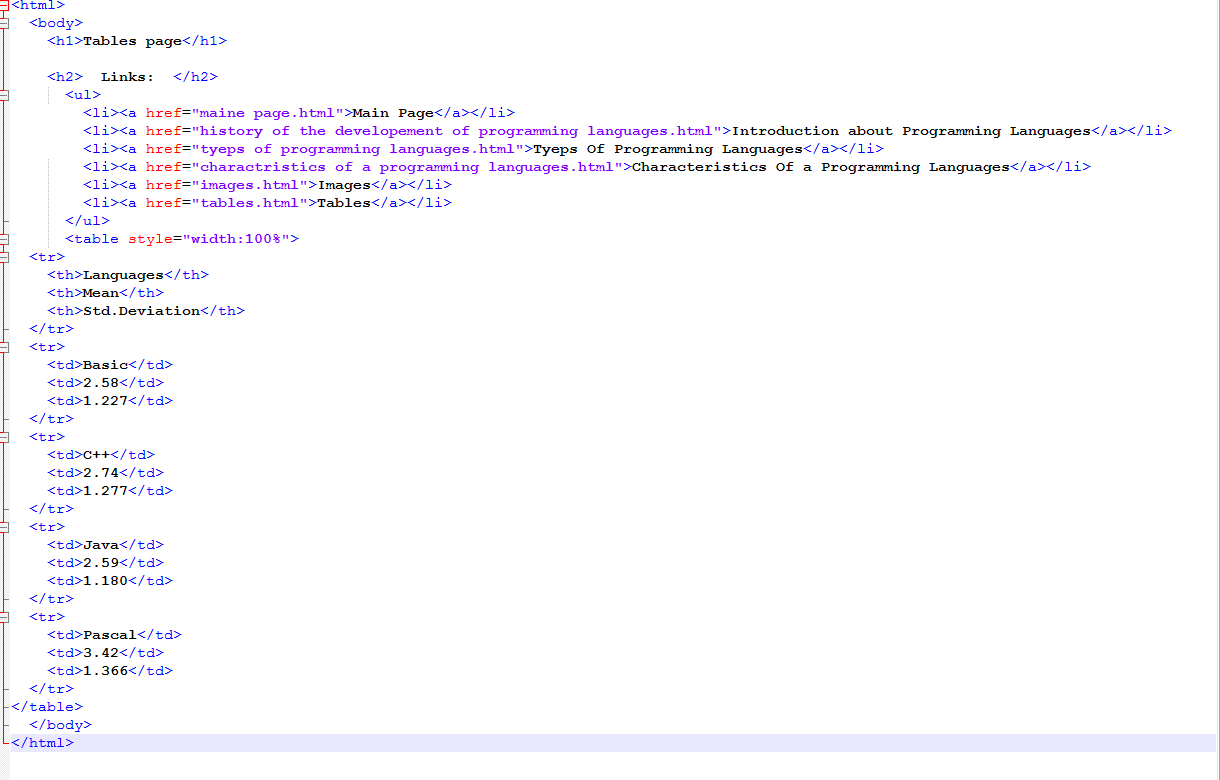 <html>
<body>
<h1>Tables page</h1>
<h2>  Links:  </h2>
<ul>
<li><a href="maine page.html">Main Page</a></li>
<li><a href="history of the developement of programming languages.html">Introduction about Programming Languages</a></li>
<li><a href="tyeps of programming languages.html">Tyeps Of Programming Languages</a></li>
<li><a href="charactristics of a programming languages.html">Characteristics Of a Programming Languages</a></li>
<li><a href="images.html">Images</a></li>
<li><a href="tables.html">Tables</a></li>
</ul>
<table style="width:100%">
<tr>
<th>Languages</th>
<th>Mean</th>
<th>Std.Deviation</th>
</tr>
<tr>
<td>Basic</td>
<td>2.58</td>
<td>1.227</td>
</tr>
<tr>
<td>C++</td>
<td>2.74</td>
<td>1.277</td>
</tr>
<tr>
<td>Java</td>
<td>2.59</td>
<td>1.180</td>
</tr>
<tr>
<td>Pascal</td>
<td>3.42</td>
<td>1.366</td>
</tr>
</table>
</body>
</html>